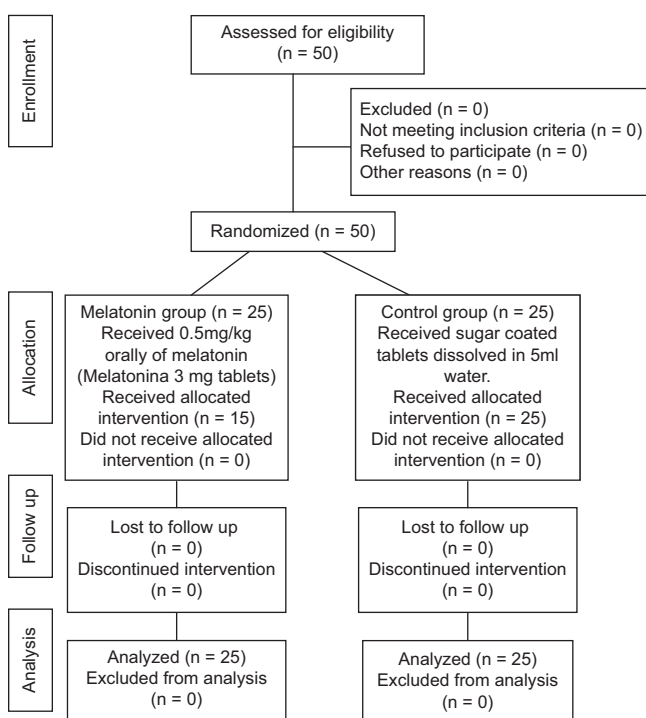 Enrollment
Assessed for eligibility
(n = 50)
Excluded (n = 0)
Not meeting inclusion criteria (n = 0)
Refused to participate (n = 0)
Other reasons (n = 0)
Randomized (n = 50)
Allocation
Melatonin group (n = 25)
Received 0.5mg/kg
orally of melatonin
(Melatonina 3 mg tablets)
Received allocated
intervention (n = 15)
Did not receive allocated
intervention (n = 0)
Control group (n = 25)
Received sugar coated
tablets dissolved in 5ml
water.
Received allocated
intervention (n = 25)
Did not receive allocated
intervention (n = 0)
Follow up
Lost to follow up
(n = 0)
Discontinued intervention
(n = 0)
Lost to follow up
(n = 0)
Discontinued intervention
(n = 0)
Analysis
Analyzed (n = 25)
Excluded from analysis
(n = 0)
Analyzed (n = 25)
Excluded from analysis
(n = 0)